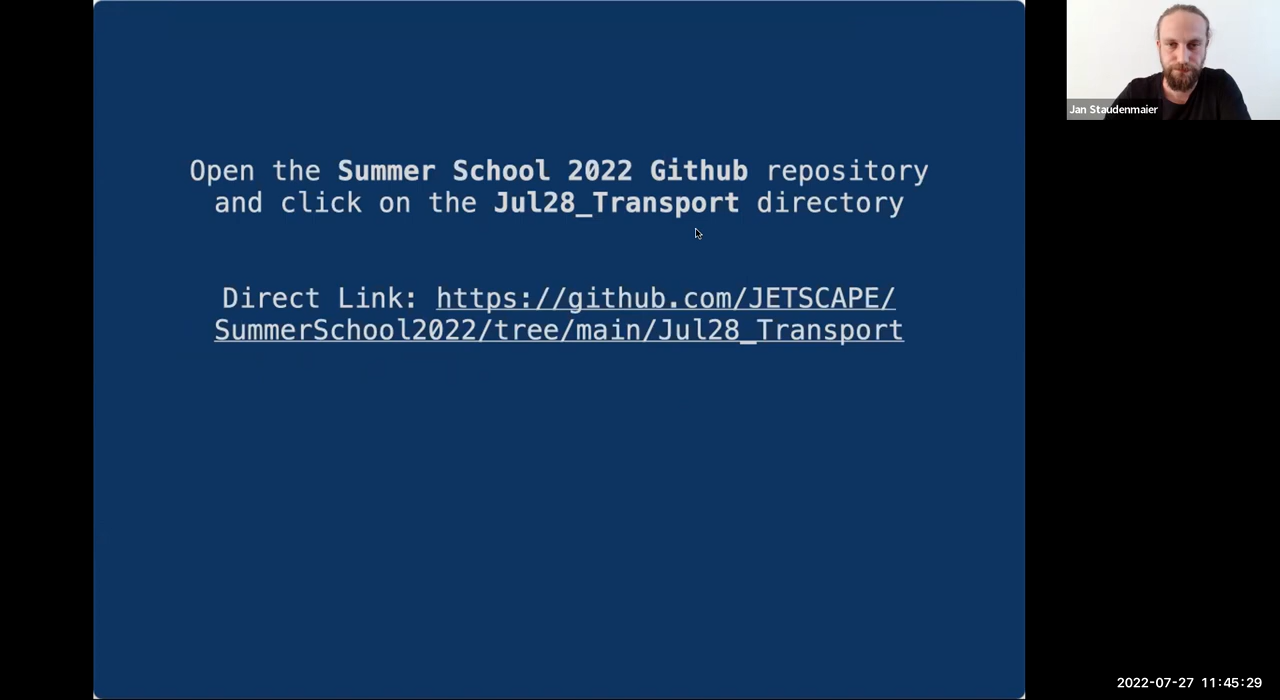 Open the Summer School 2022 Github repository
and click on the Jul28_Transport directory
Direct Link: https://github.com/JETSCAPE/
SummerSchool2022/tree/main/Jul28_Transport
Jan Staudenmaier
2022-07-27 11:45:29